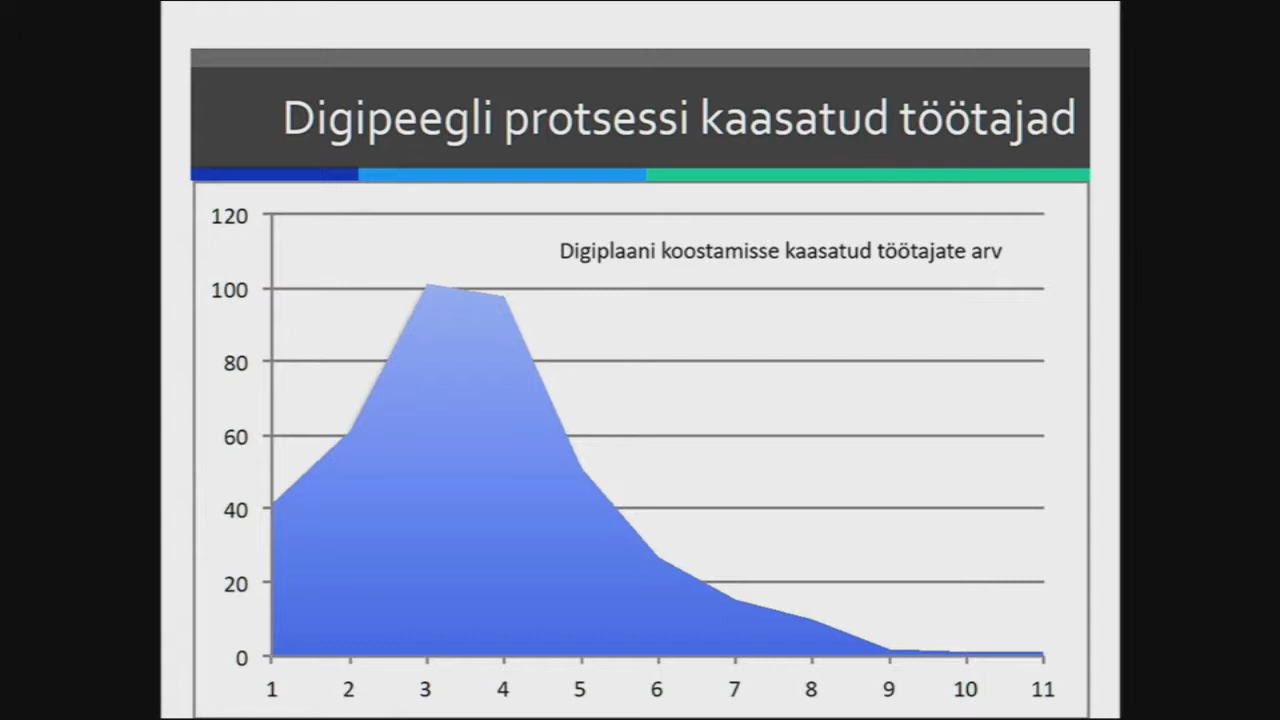 Digipeegli protsessi kaasatud töötajad
120
Digiplaani koostamisse kaasatud töötajate arv
100
80
60
40
20
0
1 2 3 4 5 6 7 8 9 10 11